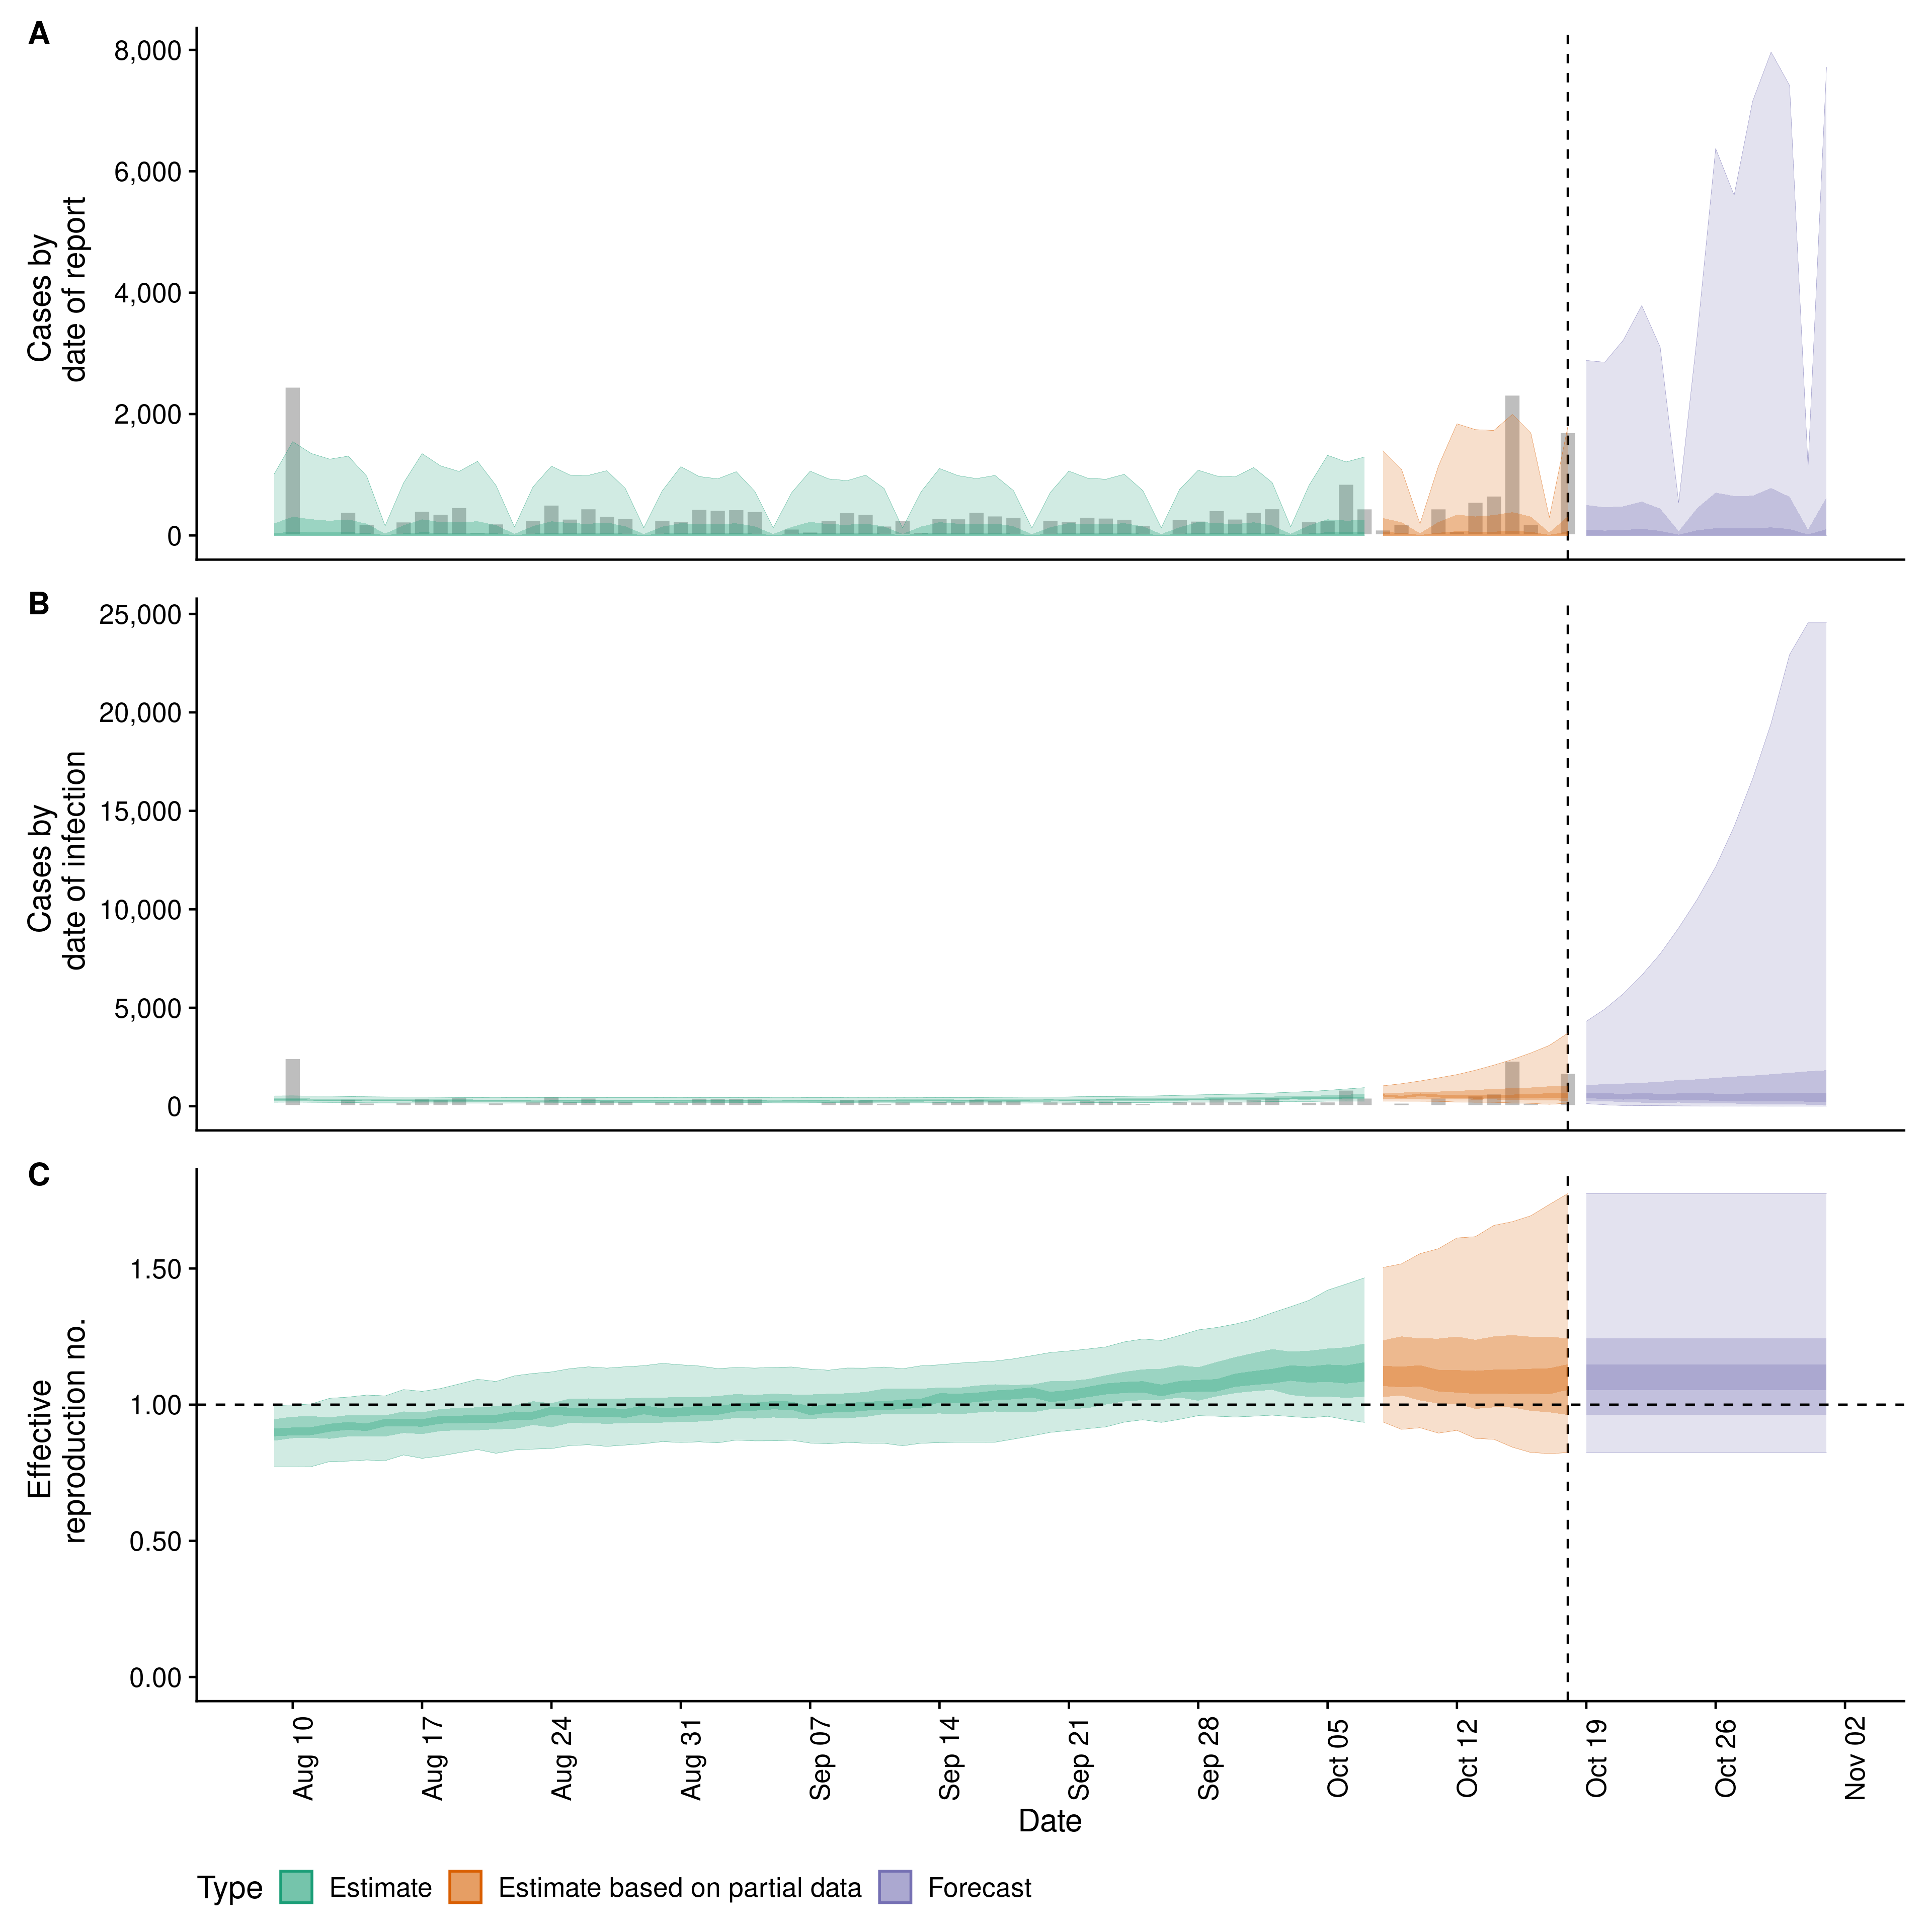 A
8,000
6,000
4,000
2,000
0
Cases by
date of report
B
25,000
20,000
15,000
10,000
5,000
0
Cases by
date of infection
C
1.50
1.00
0.50
0.00
Effective
reproduction no.
Aug 10
Aug 17
Aug 24
Aug 31
Sep 07
Sep 14
Sep 21
Sep 28
Oct 05
Oct 12
Oct 19
Oct 26
Nov 02
Date
Type Estimate Estimate based on partial data Forecast